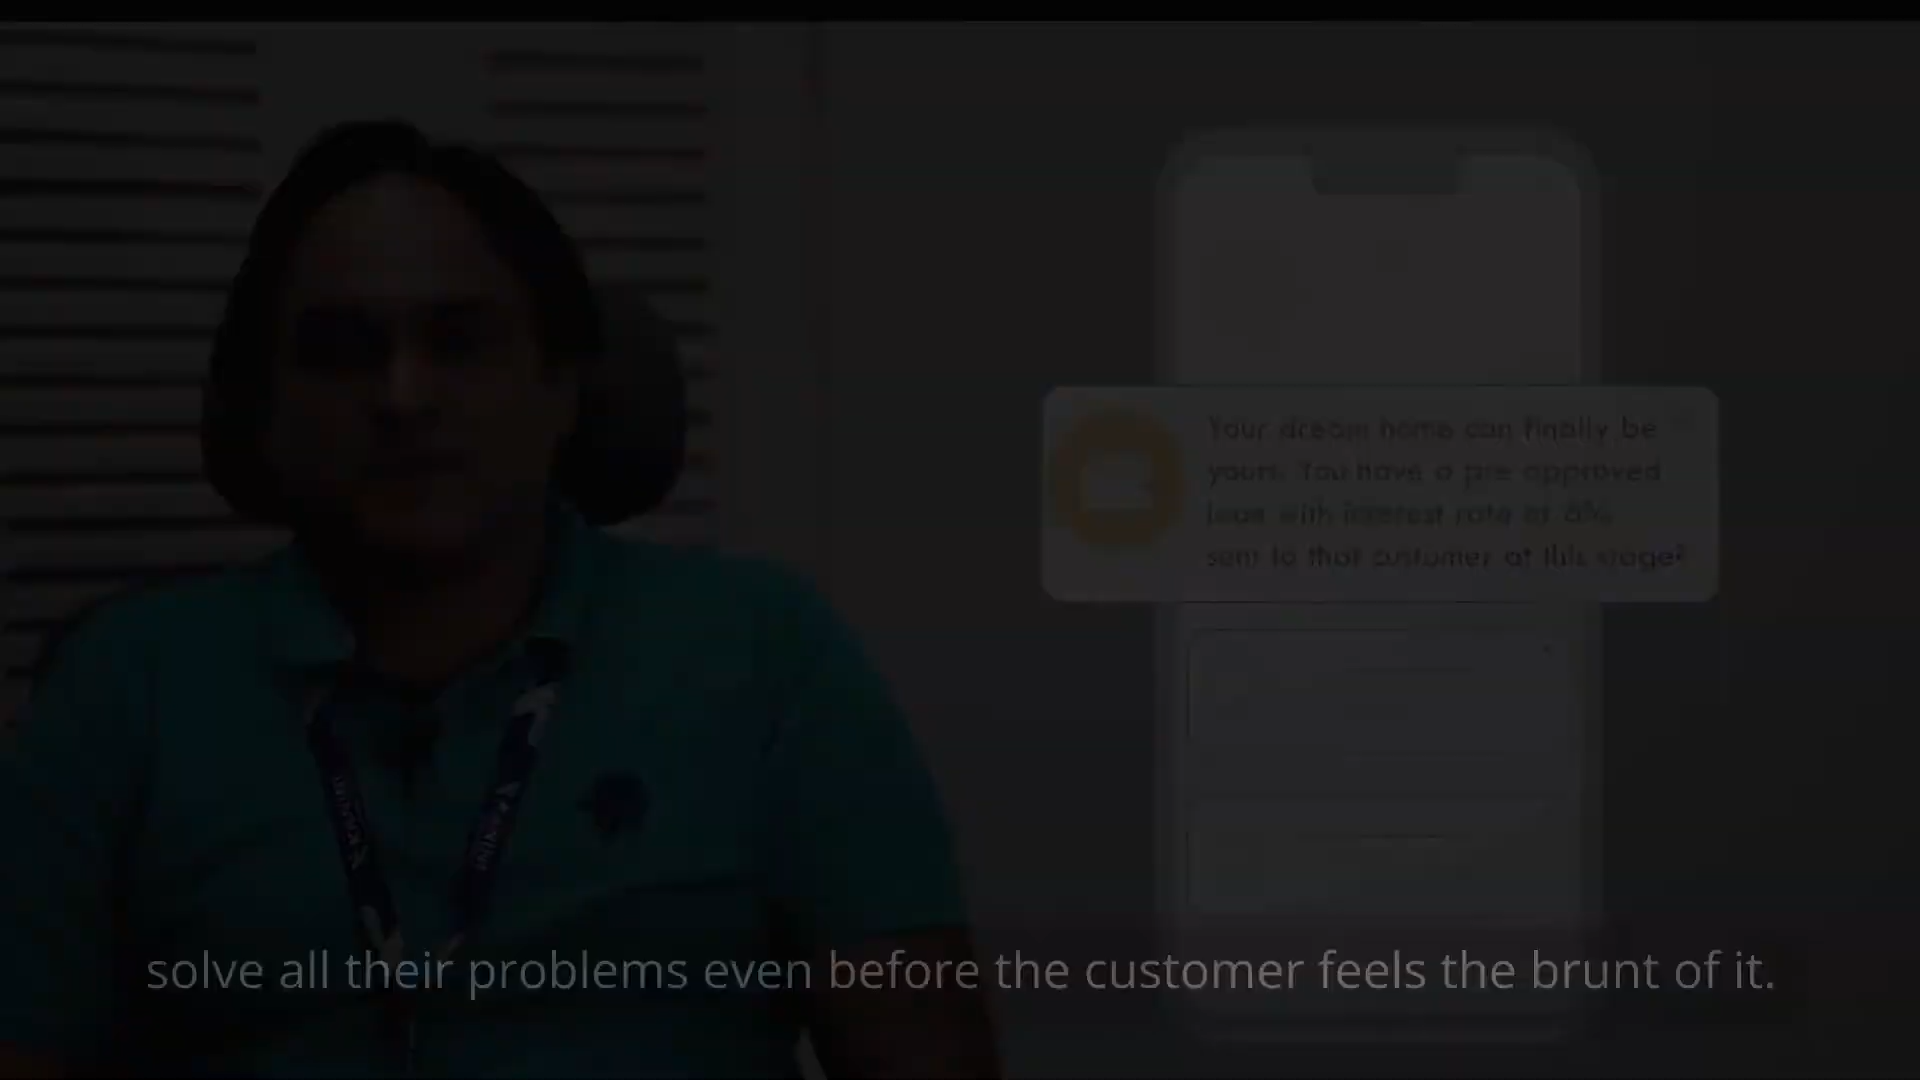 Your dream home can finally be
yours. You have a pre approved
loan with interest rate at 6%
sent to that customer at this stage?
solve all their problems even before the customer feels the brunt of it.